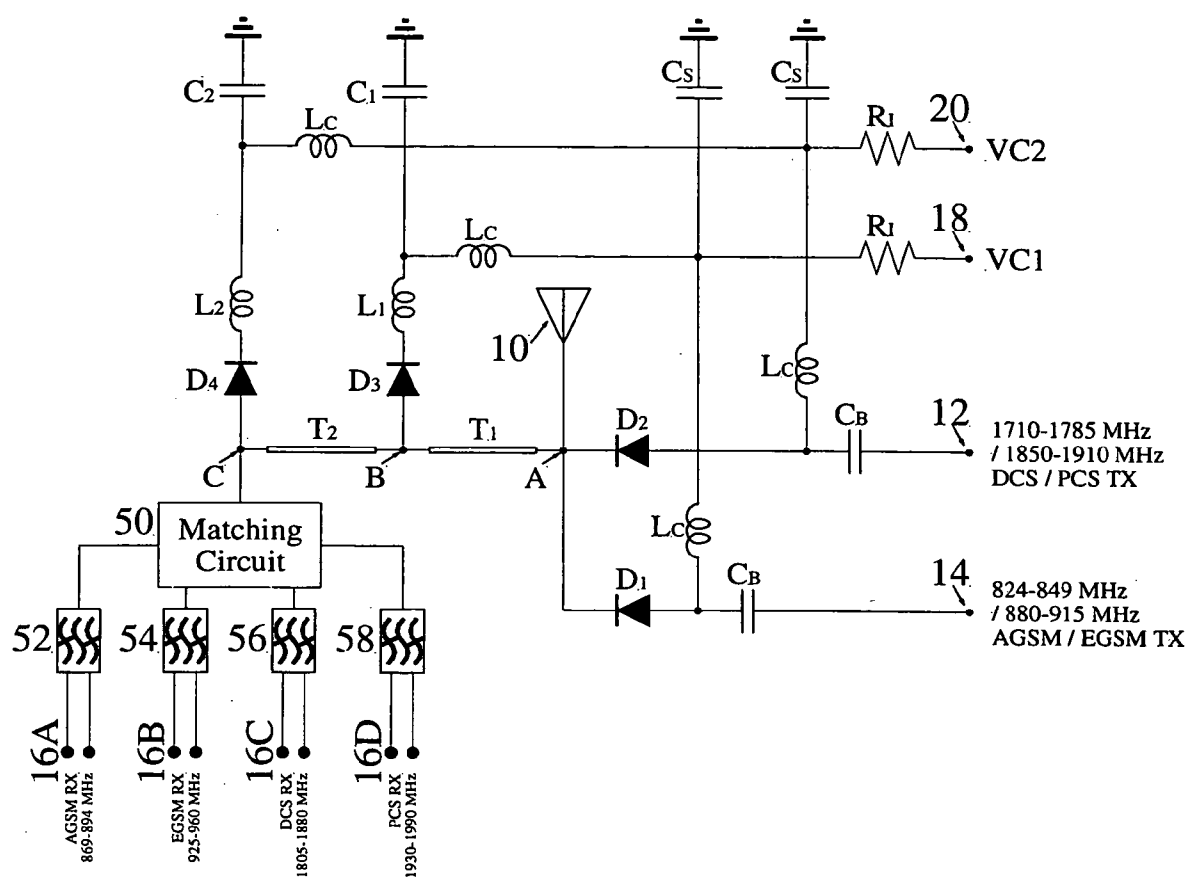 C2
C1
CS
CS
LC
RI
20
VC2
LC
RI
18
VC1
L2
L1
10
LC
D4
D3
D2
CB
12
T2
T1
C
B
A
1710-1785 MHz
/ 1850-1910 MHz
DCS / PCS TX
50
Matching
Circuit
LC
D1
CB
14
824-849 MHz
/ 880-915 MHz
AGSM / EGSM TX
52
54
56
58
16A
AGSM RX
869-894 MHz
16B
EGSM RX
925-960 MHz
16C
DCS RX
1805-1880 MHz
16D
PCS RX
1930-1990 MHz